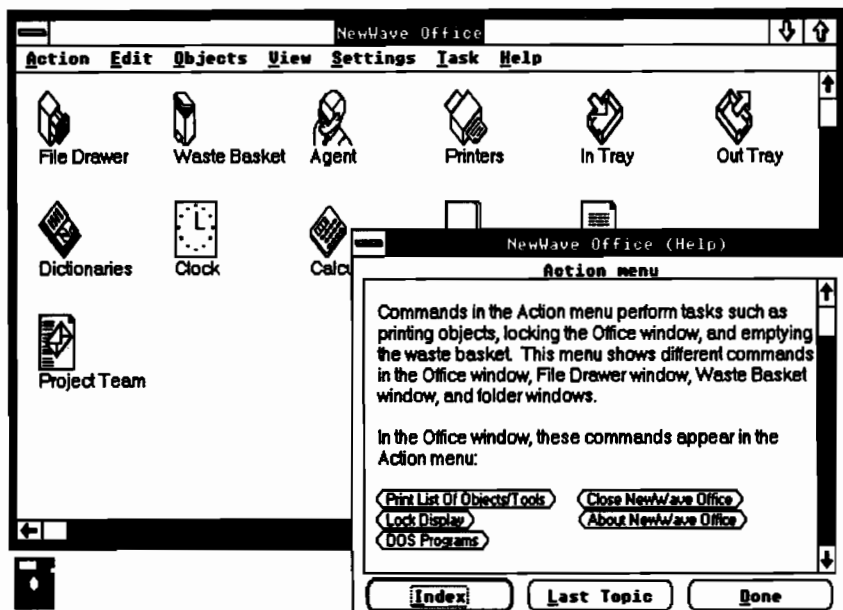 NewWave Office
Action Edit Objects View Settings Task Help
File Drawer Waste Basket Agent Printers In Tray Out Tray
Dictionaries Clock Calcu
Project Team
NewWave Office (Help)
Action menu
Commands in the Action menu perform tasks such as
printing objects, locking the Office window, and emptying
the waste basket. This menu shows different commands
in the Office window, File Drawer window, Waste Basket
window, and folder windows.
In the Office window, these commands appear in the
Action menu:
Print List Of Objects/Tools Close NewWave Office
Lock Display About NewWave Office
DOS Programs
Index Last Topic Done